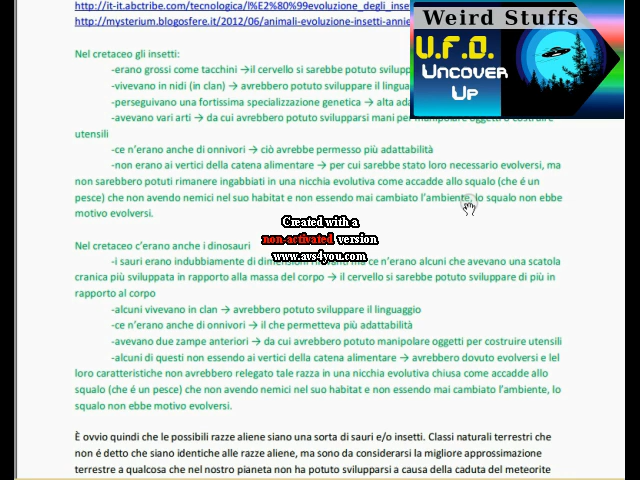 http://it-it.abctribe.com/tecnologica/l%E2%80%99evoluzione_degli_inse
http://mysterium.blogosfere.it/2012/06/animali-evoluzione-insetti-annie
Weird Stuffs
U.F.O.
Uncover
Up
Nel cretaceo gli insetti:
-erano grossi come tacchini → il cervello si sarebbe potuto svilupp
-vivevano in nidi (in clan) → avrebbero potuto sviluppare il linguag
-perseguivano una fortissima specializzazione genetica → alta ada
-avevano vari arti → da cui avrebbero potuto svilupparsi mani per manipolare oggetti o costruire
utensili
-ce n’erano anche di onnivori → ciò avrebbe permesso più adattabilità
-non erano ai vertici della catena alimentare → per cui sarebbe stato loro necessario evolversi, ma
non sarebbero potuti rimanere ingabbiati in una nicchia evolutiva come accadde allo squalo (che é un
pesce) che non avendo nemici nel suo habitat e non essendo mai cambiato l’ambiente, lo squalo non ebbe
motivo evolversi.
Created with a
non-activated version
www.avs4you.com
Nel cretaceo c’erano anche i dinosauri
-i sauri erano indubbiamente di dimensioni rilevanti ma ce n’erano alcuni che avevano una scatola
cranica più sviluppata in rapporto alla massa del corpo → il cervello si sarebbe potuto sviluppare di più in
rapporto al corpo
-alcuni vivevano in clan → avrebbero potuto sviluppare il linguaggio
-ce n’erano anche di onnivori → il che permetteva più adattabilità
-avevano due zampe anteriori → da cui avrebbero potuto manipolare oggetti per costruire utensili
-alcuni di questi non essendo ai vertici della catena alimentare → avrebbero dovuto evolversi e lel
loro caratteristiche non avrebbero relegato tale razza in una nicchia evolutiva chiusa come accadde allo
squalo (che é un pesce) che non avendo nemici nel suo habitat e non essendo mai cambiato l’ambiente, lo
squalo non ebbe motivo evolversi.
È ovvio quindi che le possibili razze aliene siano una sorta di sauri e/o insetti. Classi naturali terrestri che
non é detto che siano identiche alle razze aliene, ma sono da considerarsi la migliore approssimazione
terrestre a qualcosa che nel nostro pianeta non ha potuto svilupparsi a causa della caduta del meteorite